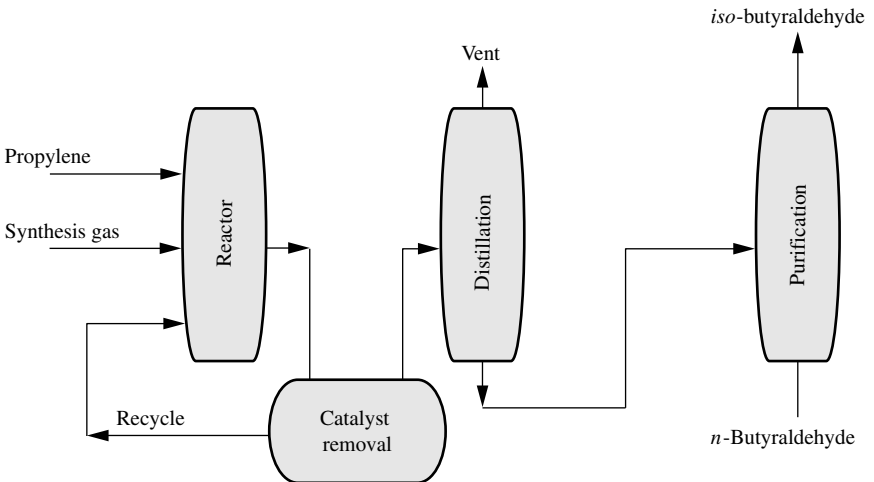 iso-butyraldehyde
Vent
Propylene
Synthesis gas
Reactor
Distillation
Purification
Recycle
Catalyst
removal
n-Butyraldehyde